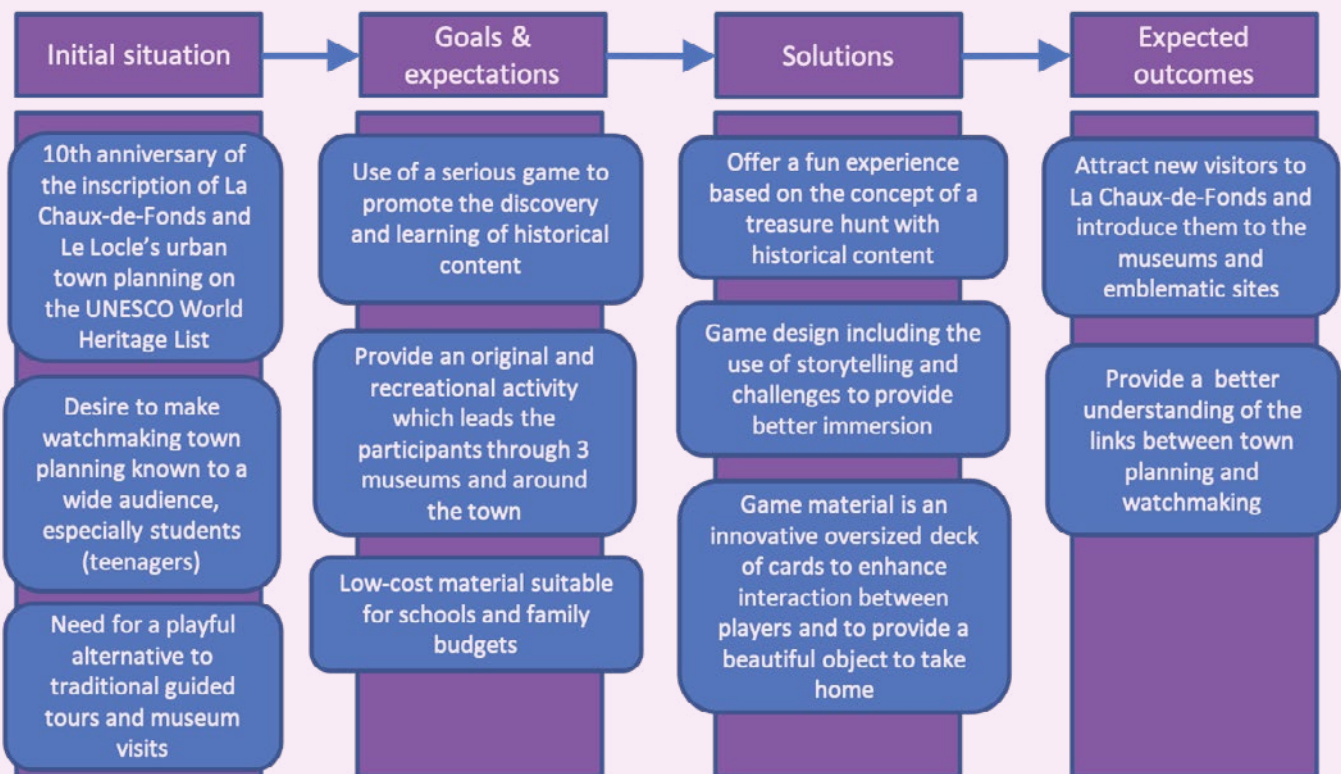 Initial situation
Goals &
expectations
Solutions
Expected
outcomes
10th anniversary of
the inscription of La
Chaux-de-Fonds and
Le Locle's urban
town planning on
the UNESCO World
Heritage List
Desire to make
watchmaking town
planning known to a
wide audience,
especially students
(teenagers)
Need for a playful
alternative to
traditional guided
tours and museum
visits
Use of a serious game to
promote the discovery
and learning of historical
content
Provide an original and
recreational activity
which leads the
participants through 3
museums and around
the town
Low-cost material suitable
for schools and family
budgets
Offer a fun experience
based on the concept of a
treasure hunt with
historical content
Game design including the
use of storytelling and
challenges to provide
better immersion
Game material is an
innovative oversized deck
of cards to enhance
interaction between
players and to provide a
beautiful object to take
home
Attract new visitors to
La Chaux-de-Fonds and
introduce them to the
museums and
emblematic sites
Provide a better
understanding of the
links between town
planning and
watchmaking